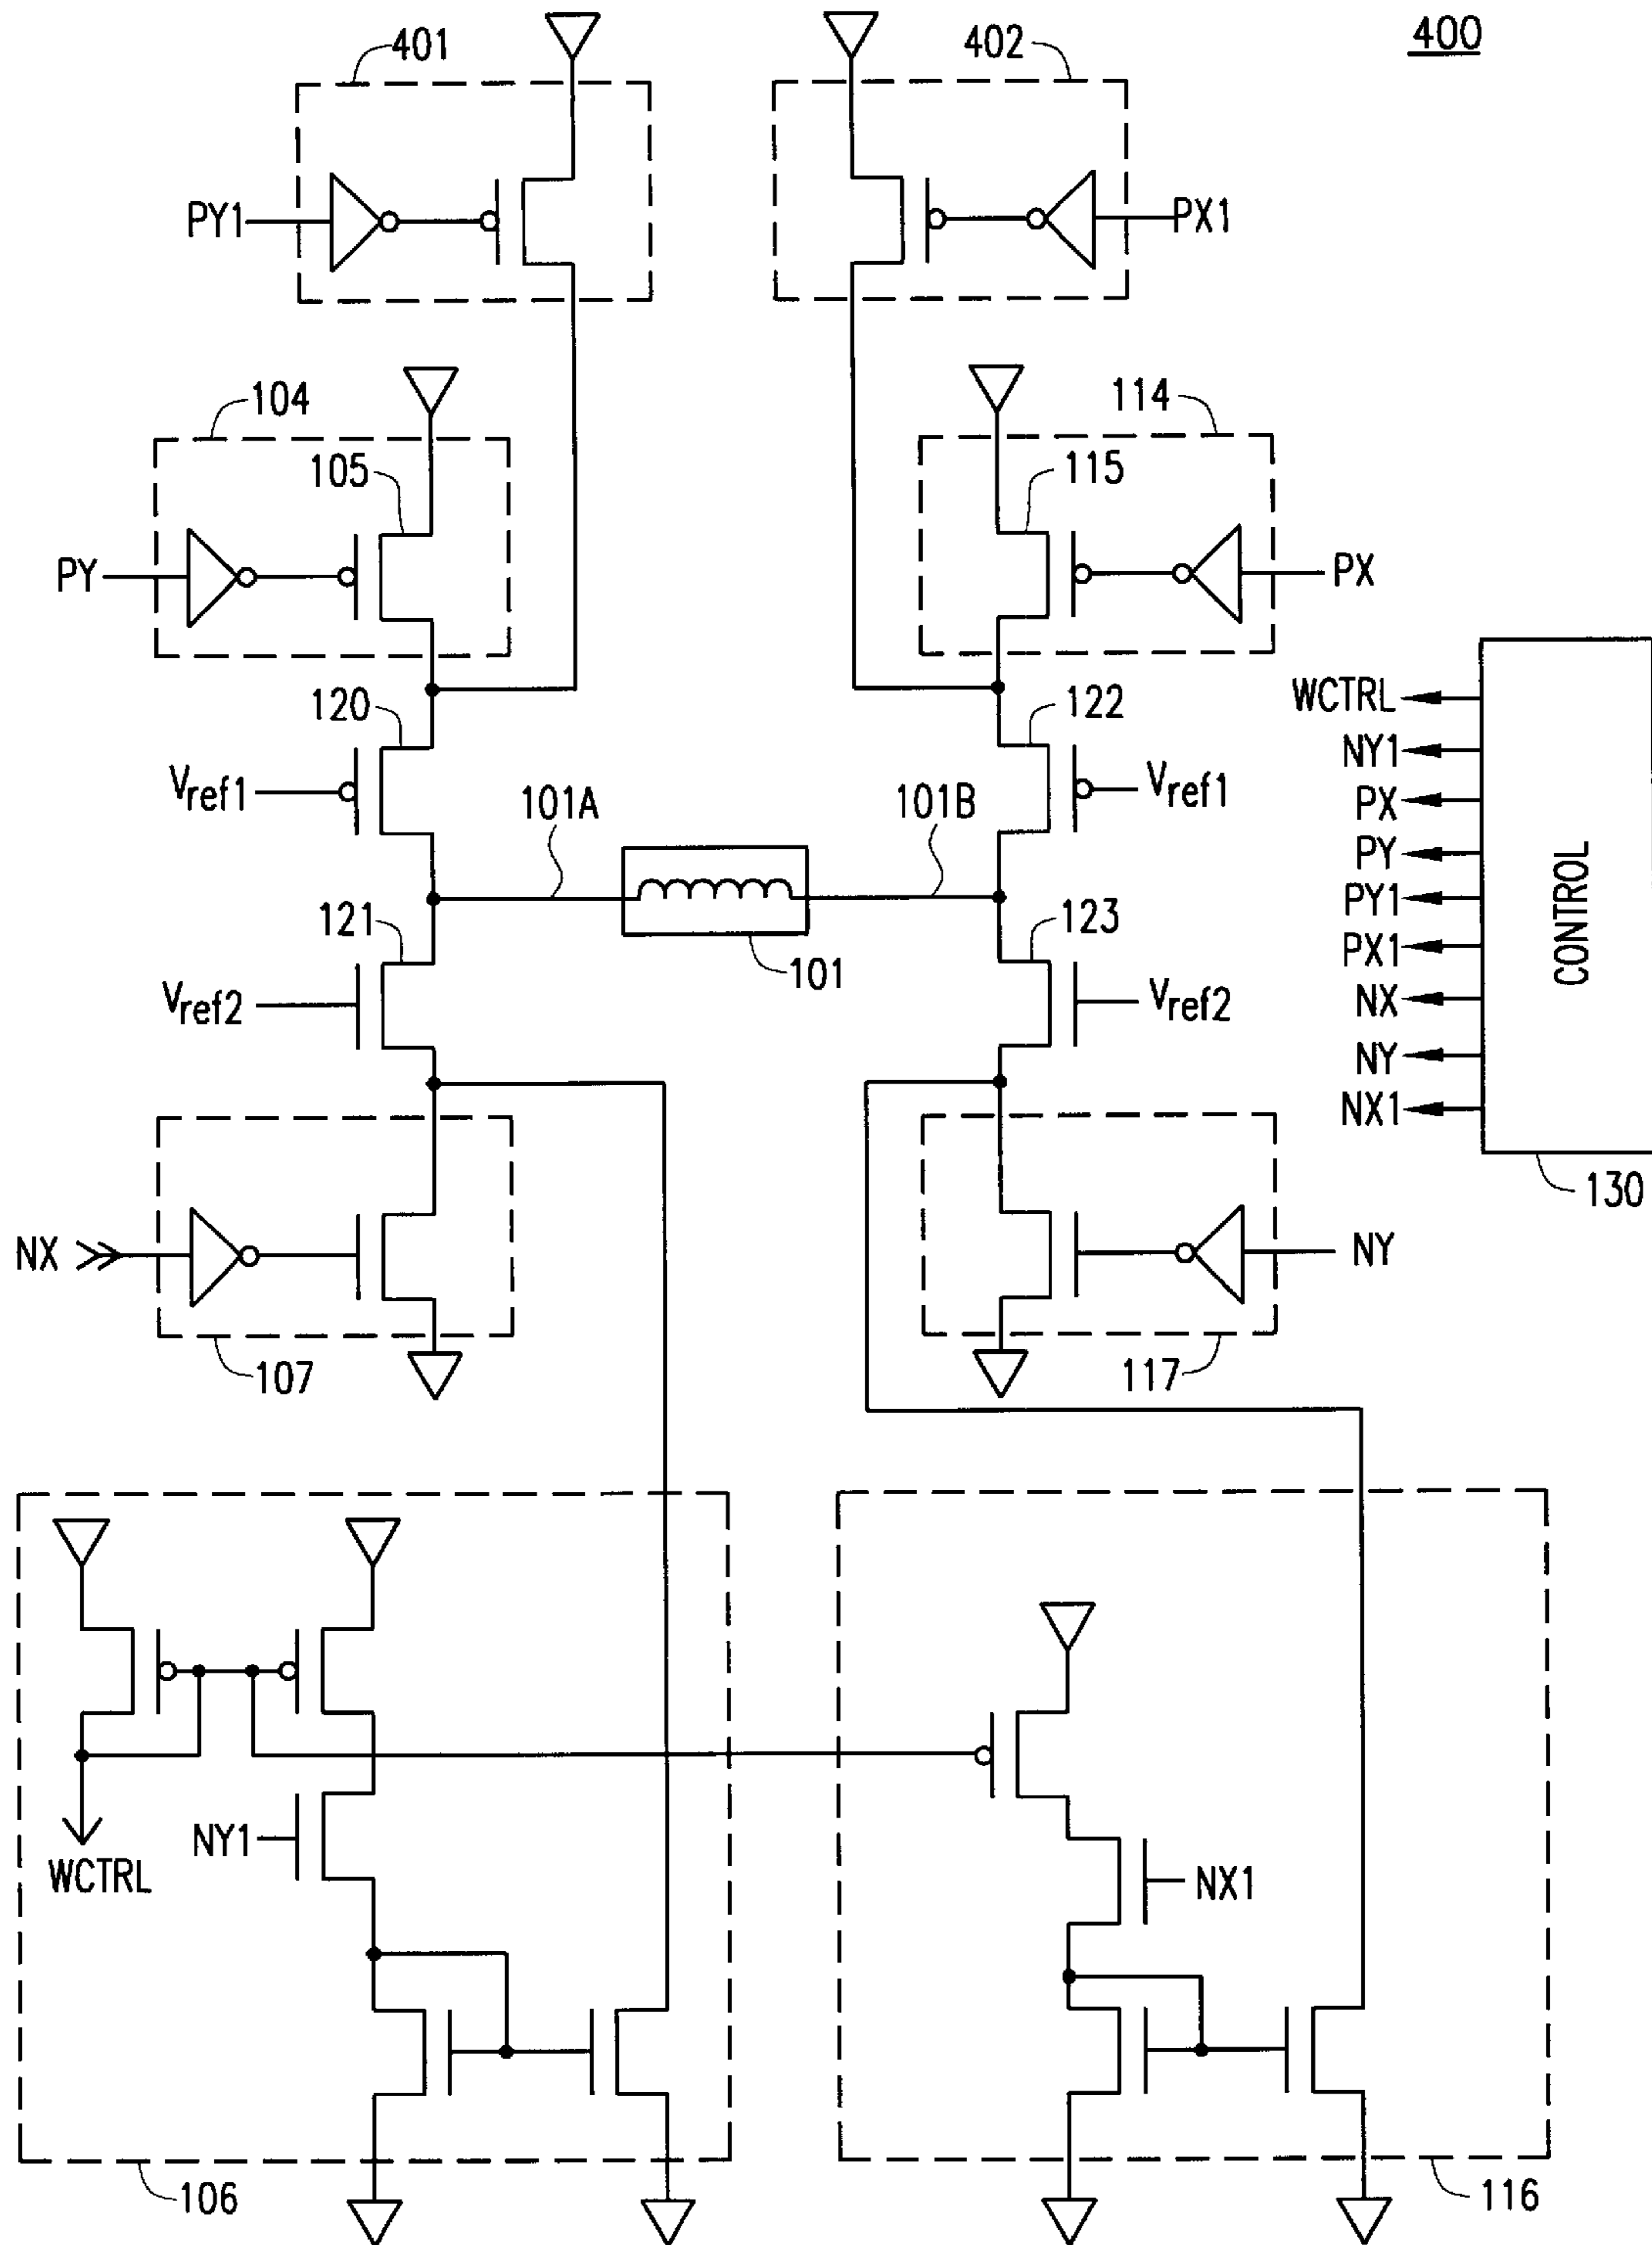 400
401
402
PY1
PX1
104
114
105
115
PY
PX
120
122
Vref1
Vref1
101A
101B
121
123
101
Vref2
Vref2
WCTRL
NY1
PX
PY
PY1
PX1
NX
NY
NX1
CONTROL
130
NX
NY
107
117
NY1
WCTRL
NX1
106
116